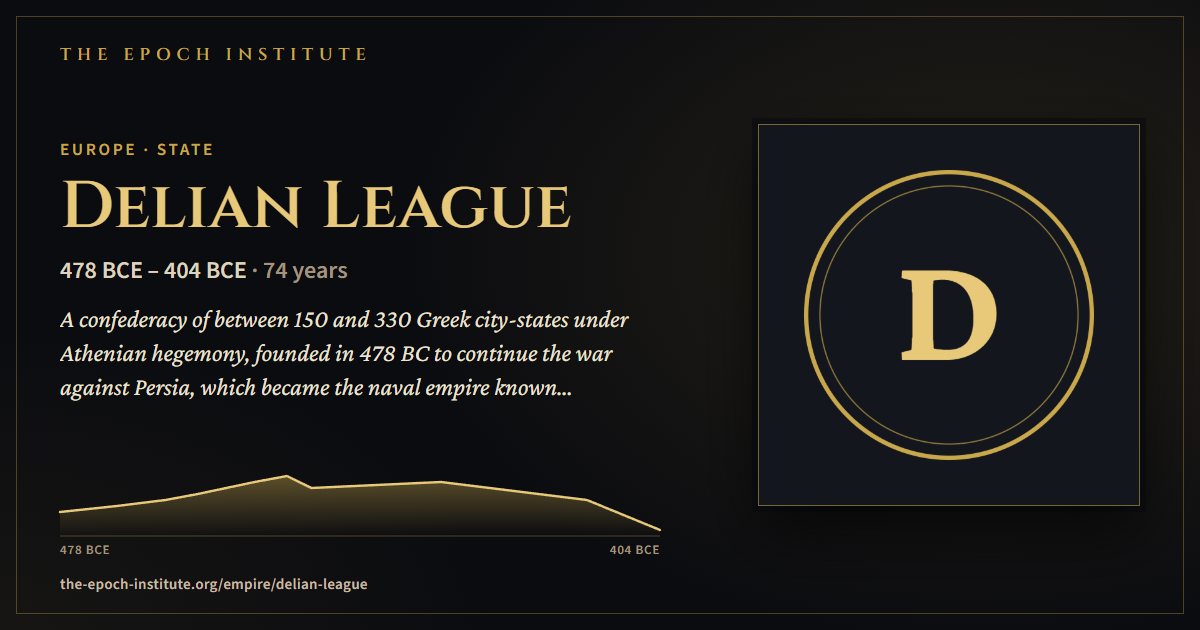 THE EPOCH INSTITUTE
EUROPE · STATE
DELIAN LEAGUE
478 BCE – 404 BCE · 74 years
A confederacy of between 150 and 330 Greek city-states under
Athenian hegemony, founded in 478 BC to continue the war
against Persia, which became the naval empire known...
D
478 BCE
404 BCE
the-epoch-institute.org/empire/delian-league